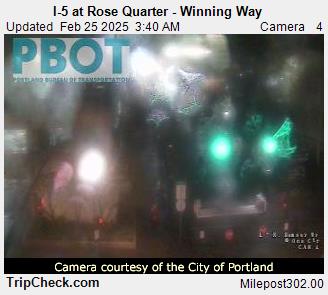 I-5 at Rose Quarter - Winning Way
Updated Feb 25 2025 3:40 AM Camera 4
PBOT
PORTLAND BUREAU OF TRANSPORTATION
Camera courtesy of the City of Portland
TripCheck.com Milepost302.00